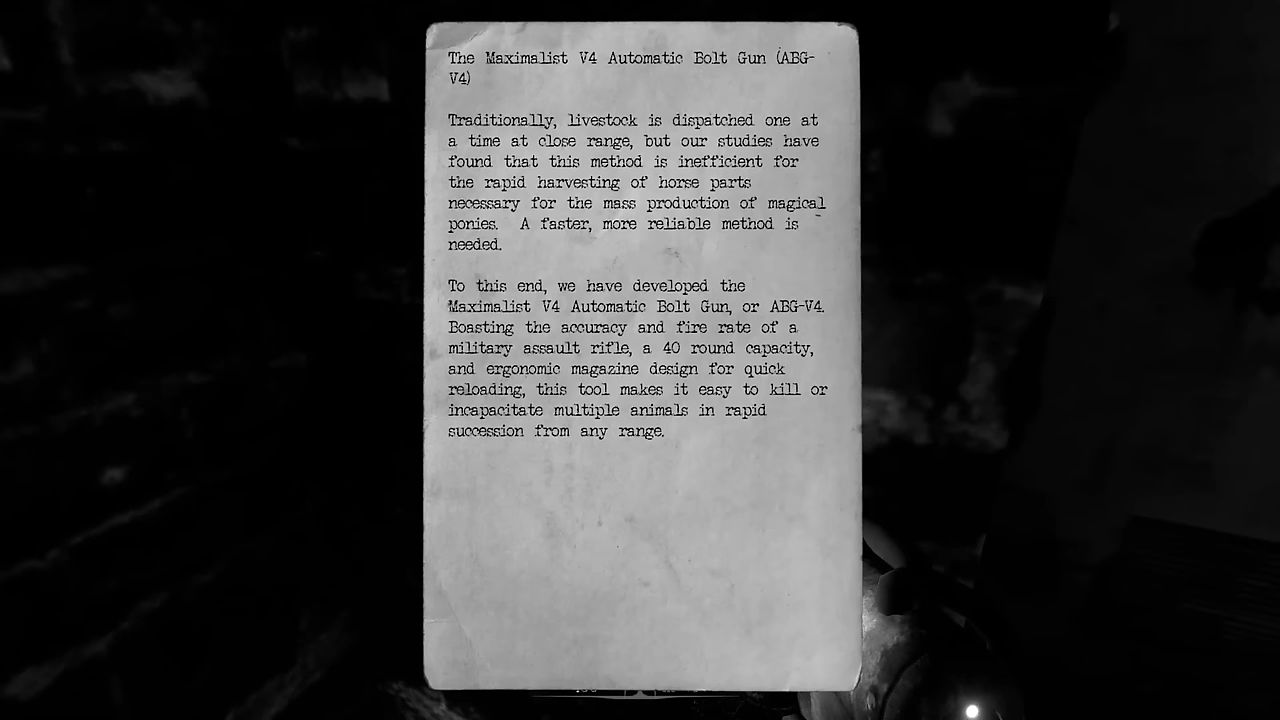 The Maximalist V4 Automatic Bolt Gun (ABG-
V4)
Traditionally, livestock is dispatched one at
a time at close range, but our studies have
found that this method is inefficient for
the rapid harvesting of horse parts
necessary for the mass production of magical
ponies.  A faster, more reliable method is
needed.
To this end, we have developed the
Maximalist V4 Automatic Bolt Gun, or ABG-V4.
Boasting the accuracy and fire rate of a
military assault rifle, a 40 round capacity,
and ergonomic magazine design for quick
reloading, this tool makes it easy to kill or
incapacitate multiple animals in rapid
succession from any range.